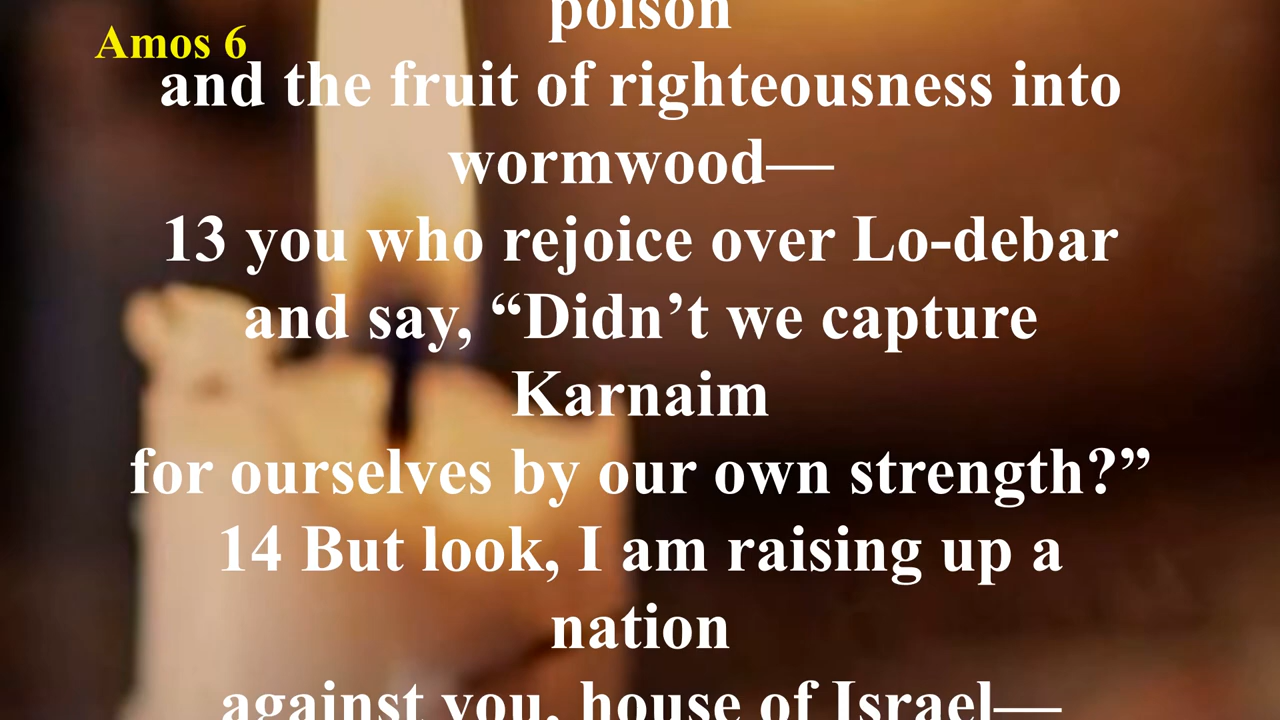 poison
Amos 6
and the fruit of righteousness into
wormwood—
13 you who rejoice over Lo-debar
and say, “Didn’t we capture
Karnaim
for ourselves by our own strength?”
14 But look, I am raising up a
nation
against you, house of Israel—